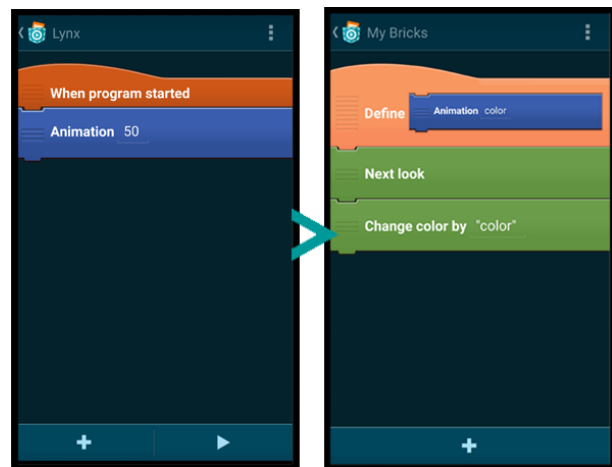 Lynx
When program started
Animation 50
My Bricks
Define Animation color
Next look
Change color by "color"